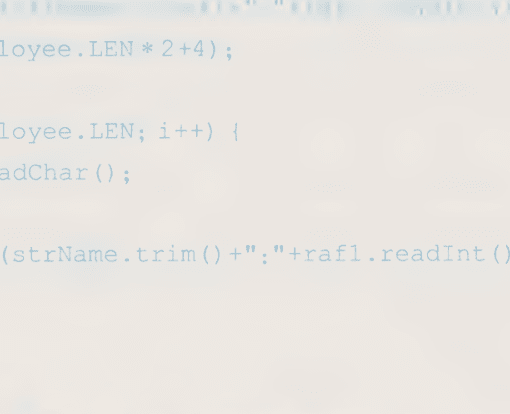 loyee.LEN*2+4);
loyee.LEN; i++) {
adChar();
(strName.trim()+":"+raf1.readInt()